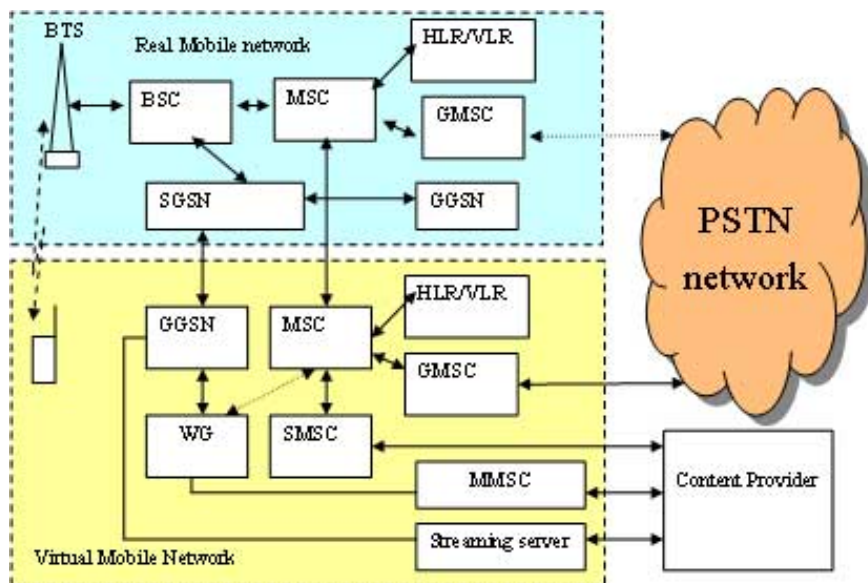 BTS
Real Mobile network
HLR/VLR
BSC
MSC
GMSC
SGSN
GGSN
PSTN
network
GGSN
MSC
HLR/VLR
GMSC
WG
SMSC
MMSC
Content Provider
Streaming server
Virtual Mobile Network